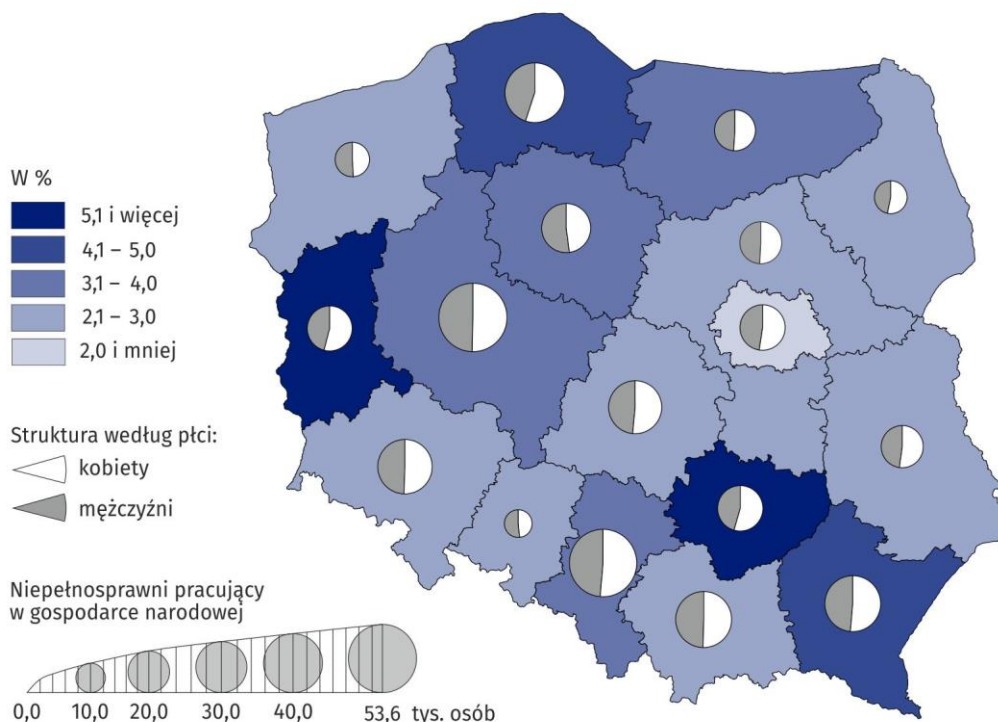 W %
5,1 i więcej
4,1 – 5,0
3,1 – 4,0
2,1 – 3,0
2,0 i mniej
Struktura według płci:
kobiety
mężczyźni
Niepełnosprawni pracujący
w gospodarce narodowej
0,0 10,0 20,0 30,0 40,0 53,6 tys. osób